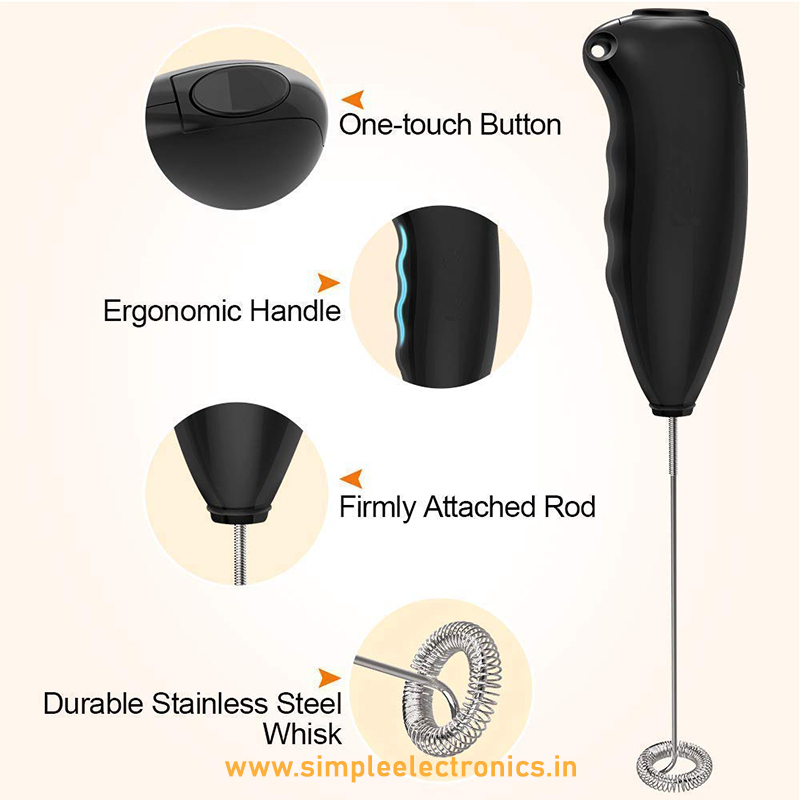 One-touch Button
Ergonomic Handle
Firmly Attached Rod
Durable Stainless Steel
Whisk
www.simpleelectronics.in